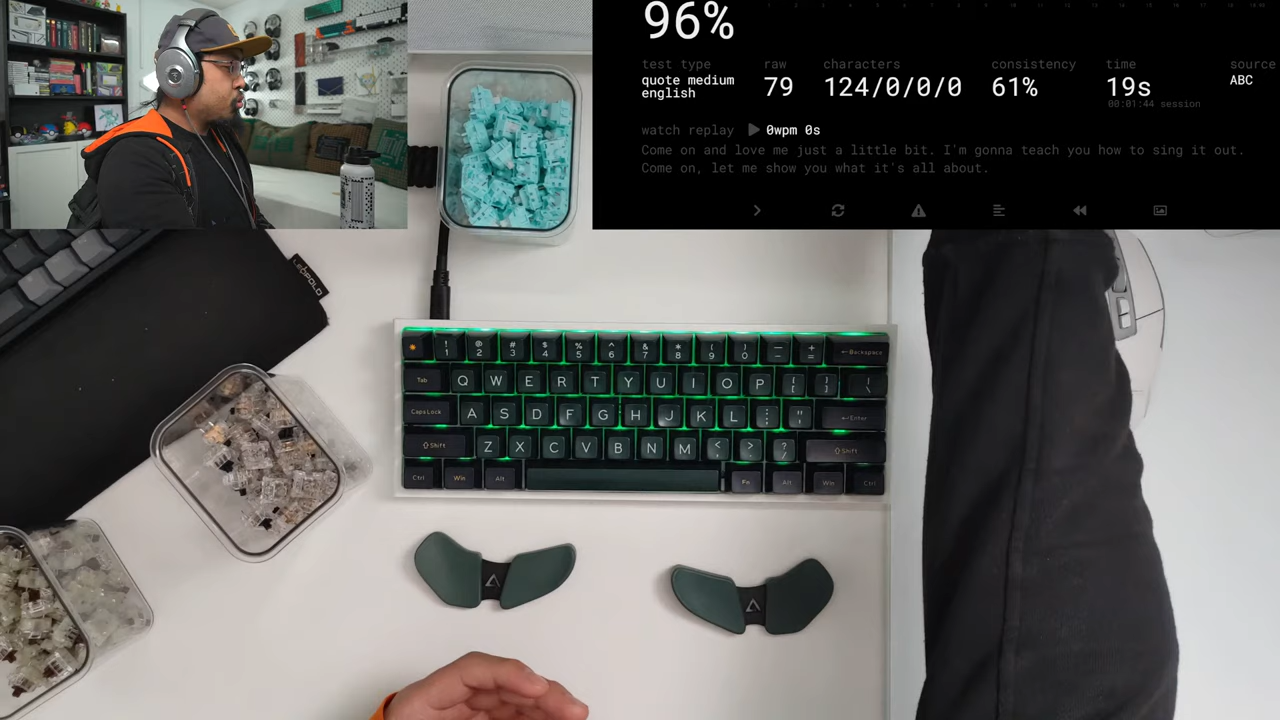 96%
test type
quote medium
english
raw
79
characters
124/0/0/0
consistency
61%
time
19s
00:01:44 session
source
ABC
watch replay
0wpm 0s
Come on and love me just a little bit. I'm gonna teach you how to sing it out.
Come on, let me show you what it's all about.
LEOPOLD
! 1 @ 2 # 3 $ 4 % 5 ^ 6 & 7 * 8 ( 9 ) 0 — - + = ←Backspace
Tab Q W E R T Y U I O P { [ } ] | \
CapsLock A S D F G H J K L : ; " ' ←Enter
⇧Shift Z X C V B N M < , > . ? / ⇧Shift
Ctrl Win Alt Fn Alt Win Ctrl